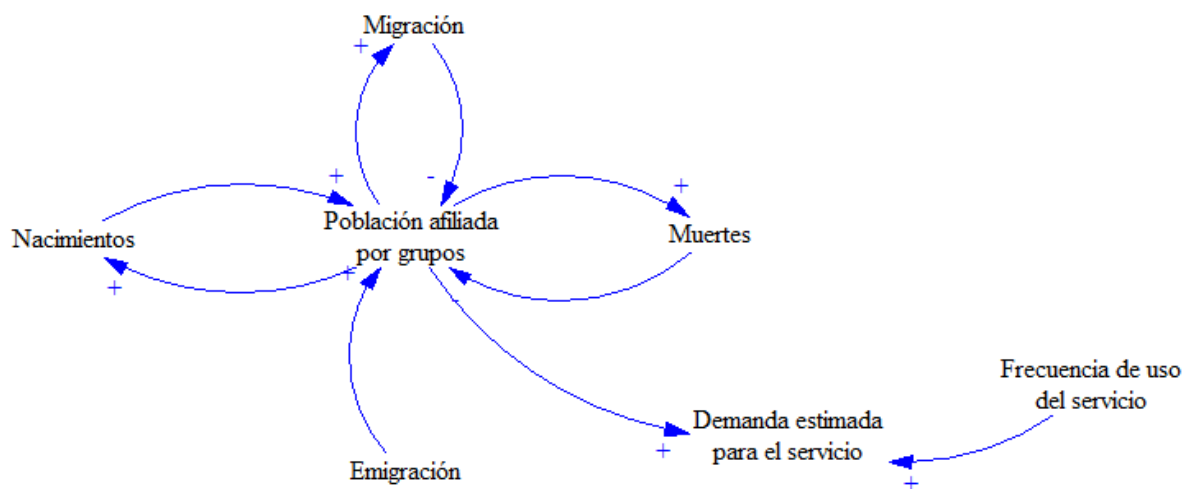 Migración
+
+
-
+
Nacimientos
Población afiliada
por grupos
Muertes
+
+
-
Frecuencia de uso
del servicio
Demanda estimada
para el servicio
+
Emigración
+